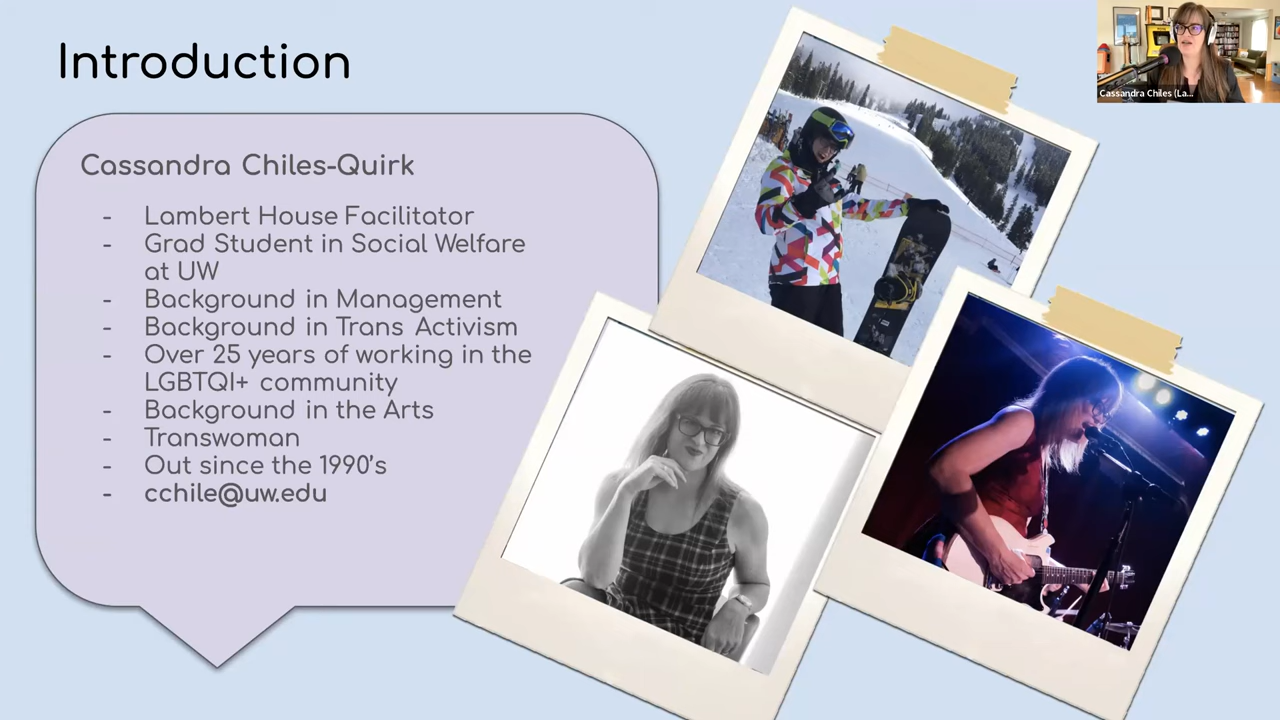 Introduction
Cassandra Chiles-Quirk
- Lambert House Facilitator
- Grad Student in Social Welfare
at UW
- Background in Management
- Background in Trans Activism
- Over 25 years of working in the
LGBTQI+ community
- Background in the Arts
- Transwoman
- Out since the 1990's
- cchile@uw.edu
Cassandra Chiles (La...